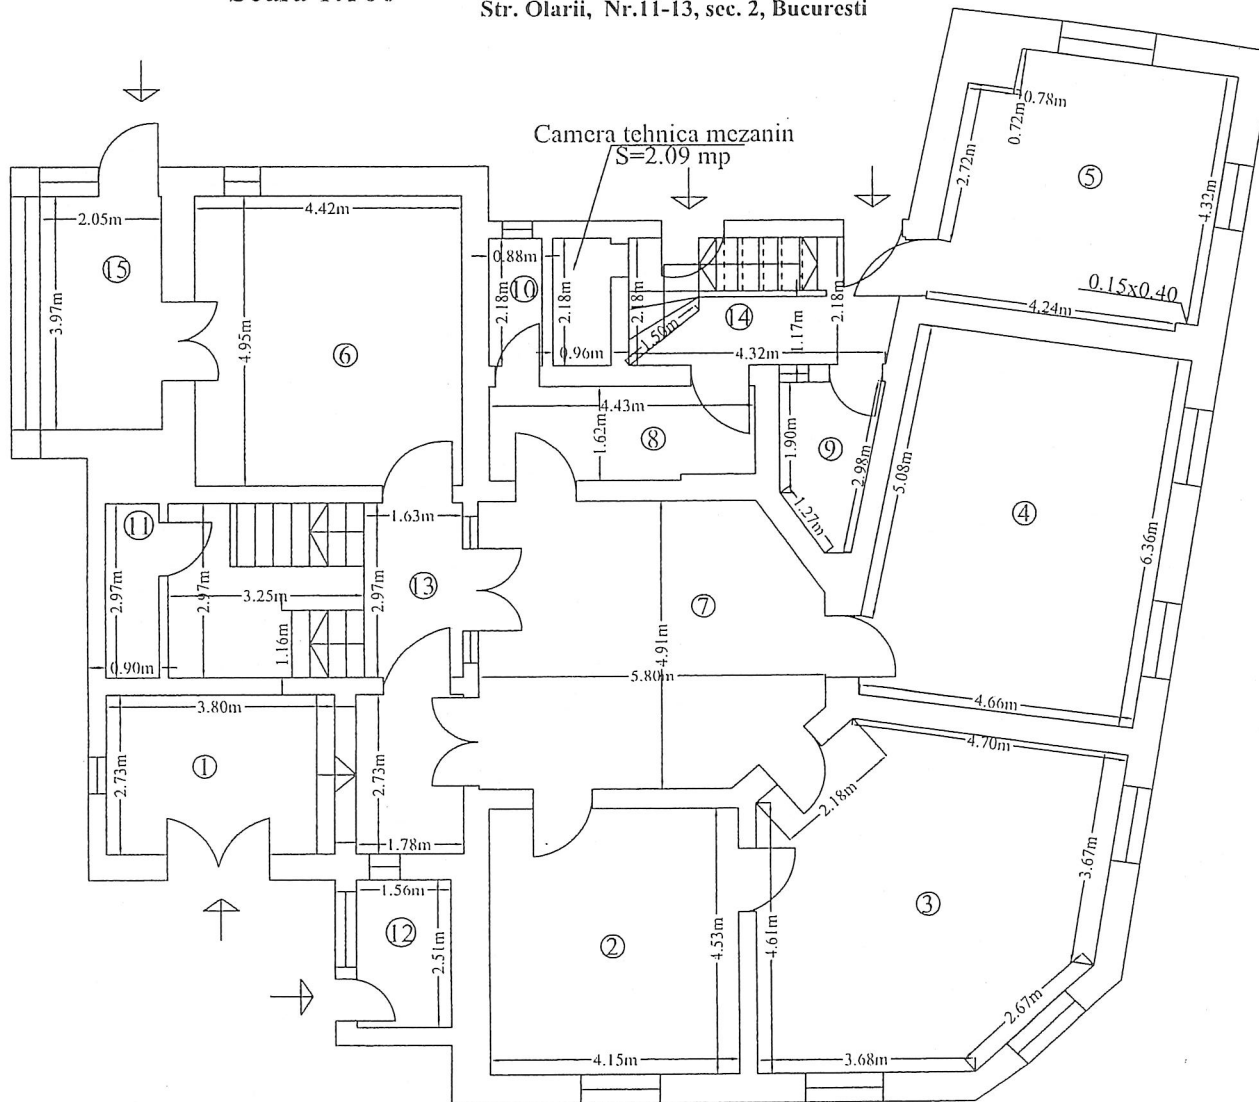 Str. Olarii, Nr.11-13, sec. 2, Bucuresti
0.78m
0.72m
Camera tehnica mezanin
S=2.09 mp
2.72m
5
4.32m
2.05m
4.42m
15
0.88m
10
2.18m
2.18m
2.18m
2.18m
0.15x0.40
4.24m
3.97m
4.95m
6
14
1.50m
1.17m
0.96m
4.32m
4.43m
1.62m
8
1.90m
9
2.98m
5.08m
1.27m
4
6.36m
11
1.63m
2.97m
2.97m
3.25m
2.97m
13
7
1.16m
4.91m
0.90m
5.80m
4.66m
3.80m
4.70m
2.73m
1
2.73m
2.18m
1.78m
3.67m
1.56m
12
2.51m
2
4.53m
4.61m
3
2.67m
4.15m
3.68m